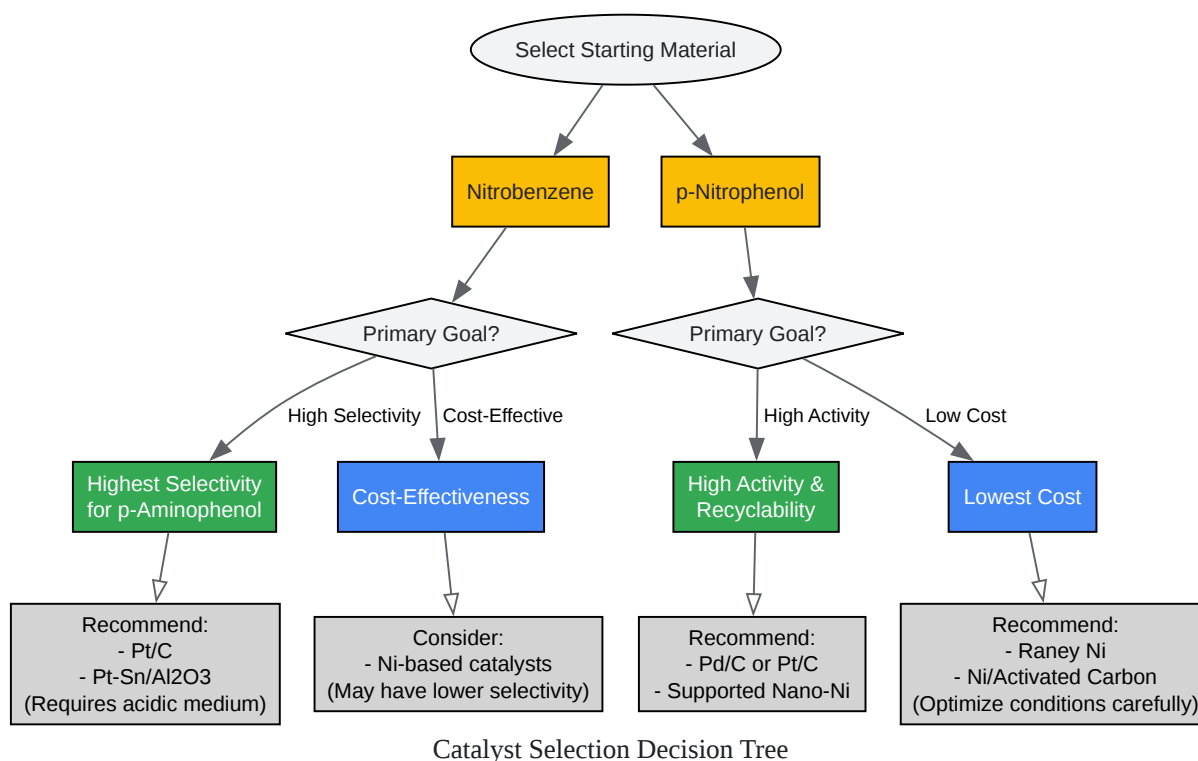 Select Starting Material
Nitrobenzene
p-Nitrophenol
Primary Goal?
Primary Goal?
High Selectivity
Cost-Effective
High Activity
Low Cost
Highest Selectivity
for p-Aminophenol
Cost-Effectiveness
High Activity &
Recyclability
Lowest Cost
Recommend:
- Pt/C
- Pt-Sn/Al2O3
(Requires acidic medium)
Consider:
- Ni-based catalysts
(May have lower selectivity)
Recommend:
- Pd/C or Pt/C
- Supported Nano-Ni
Recommend:
- Raney Ni
- Ni/Activated Carbon
(Optimize conditions carefully)
Catalyst Selection Decision Tree